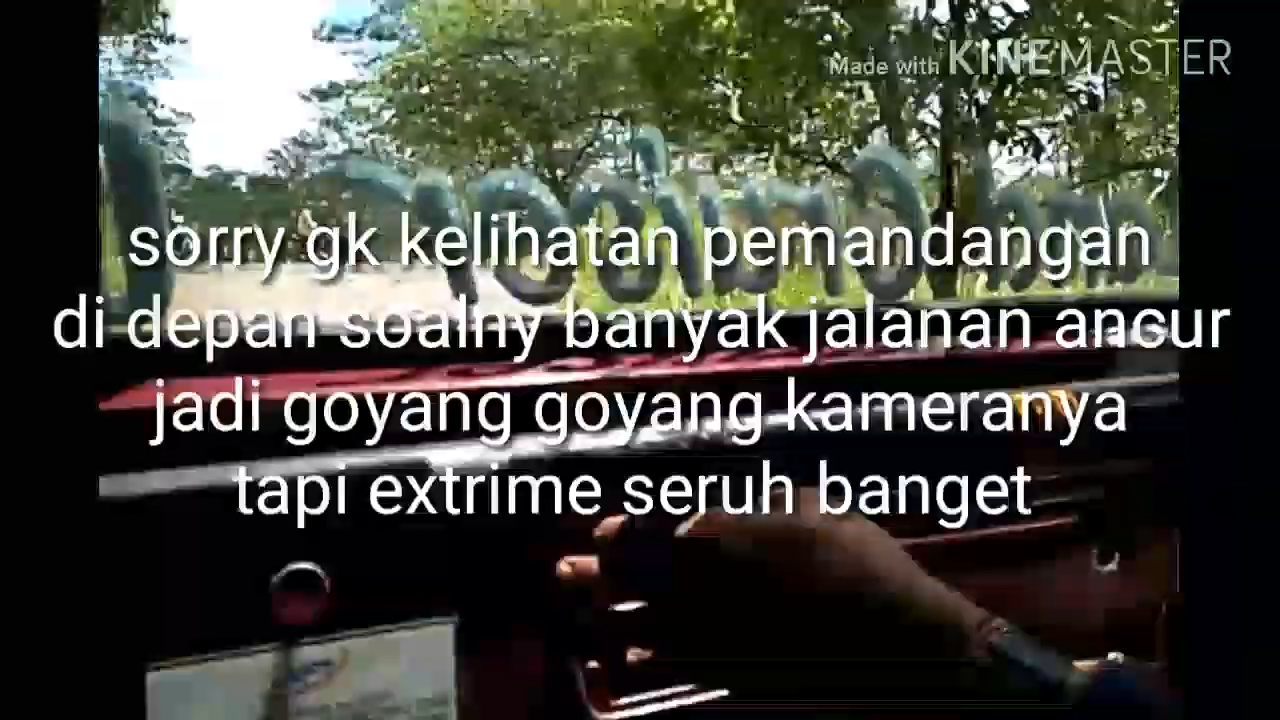 Made with KINEMASTER
sorry gk kelihatan pemandangan
di depan soalny banyak jalanan ancur
jadi goyang goyang kameranya
tapi extrime seruh banget